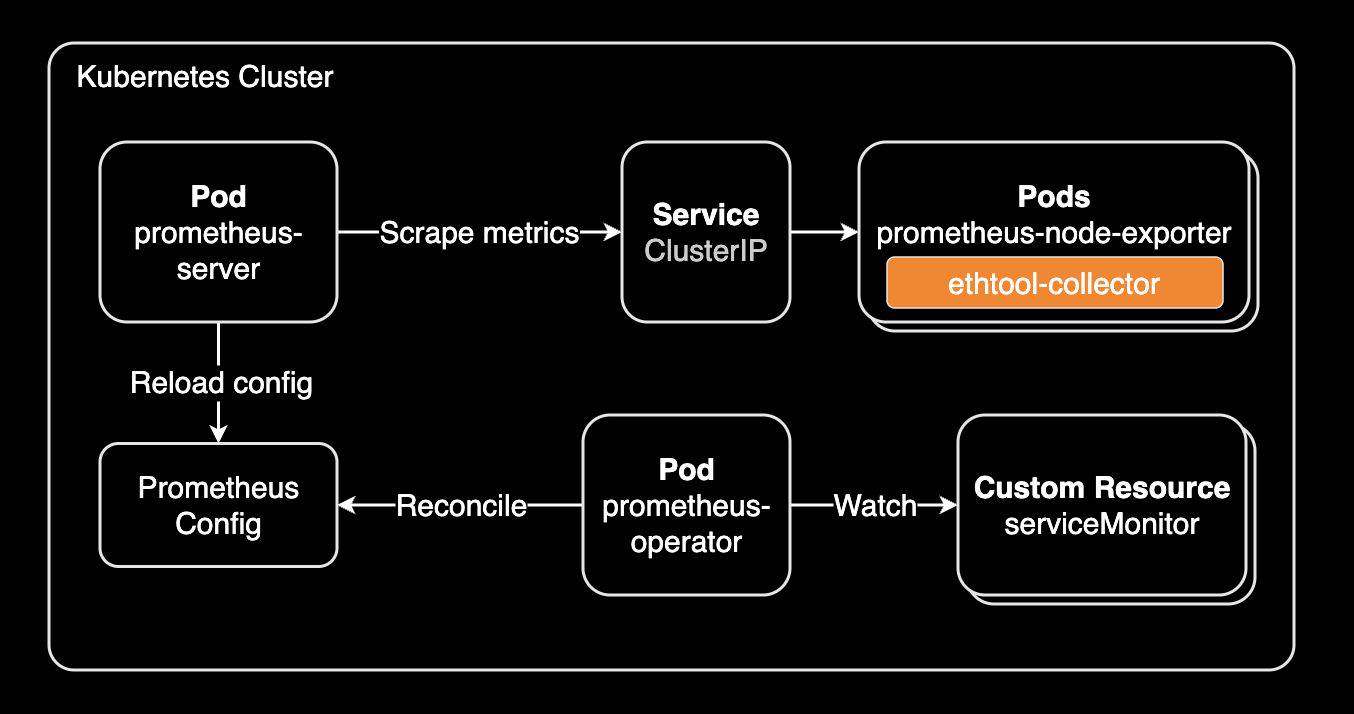 Kubernetes Cluster
Pod
prometheus-
server
Scrape metrics
Service
ClusterIP
Pods
prometheus-node-exporter
ethtool-collector
Reload config
Prometheus
Config
Reconcile
Pod
prometheus-
operator
Watch
Custom Resource
serviceMonitor